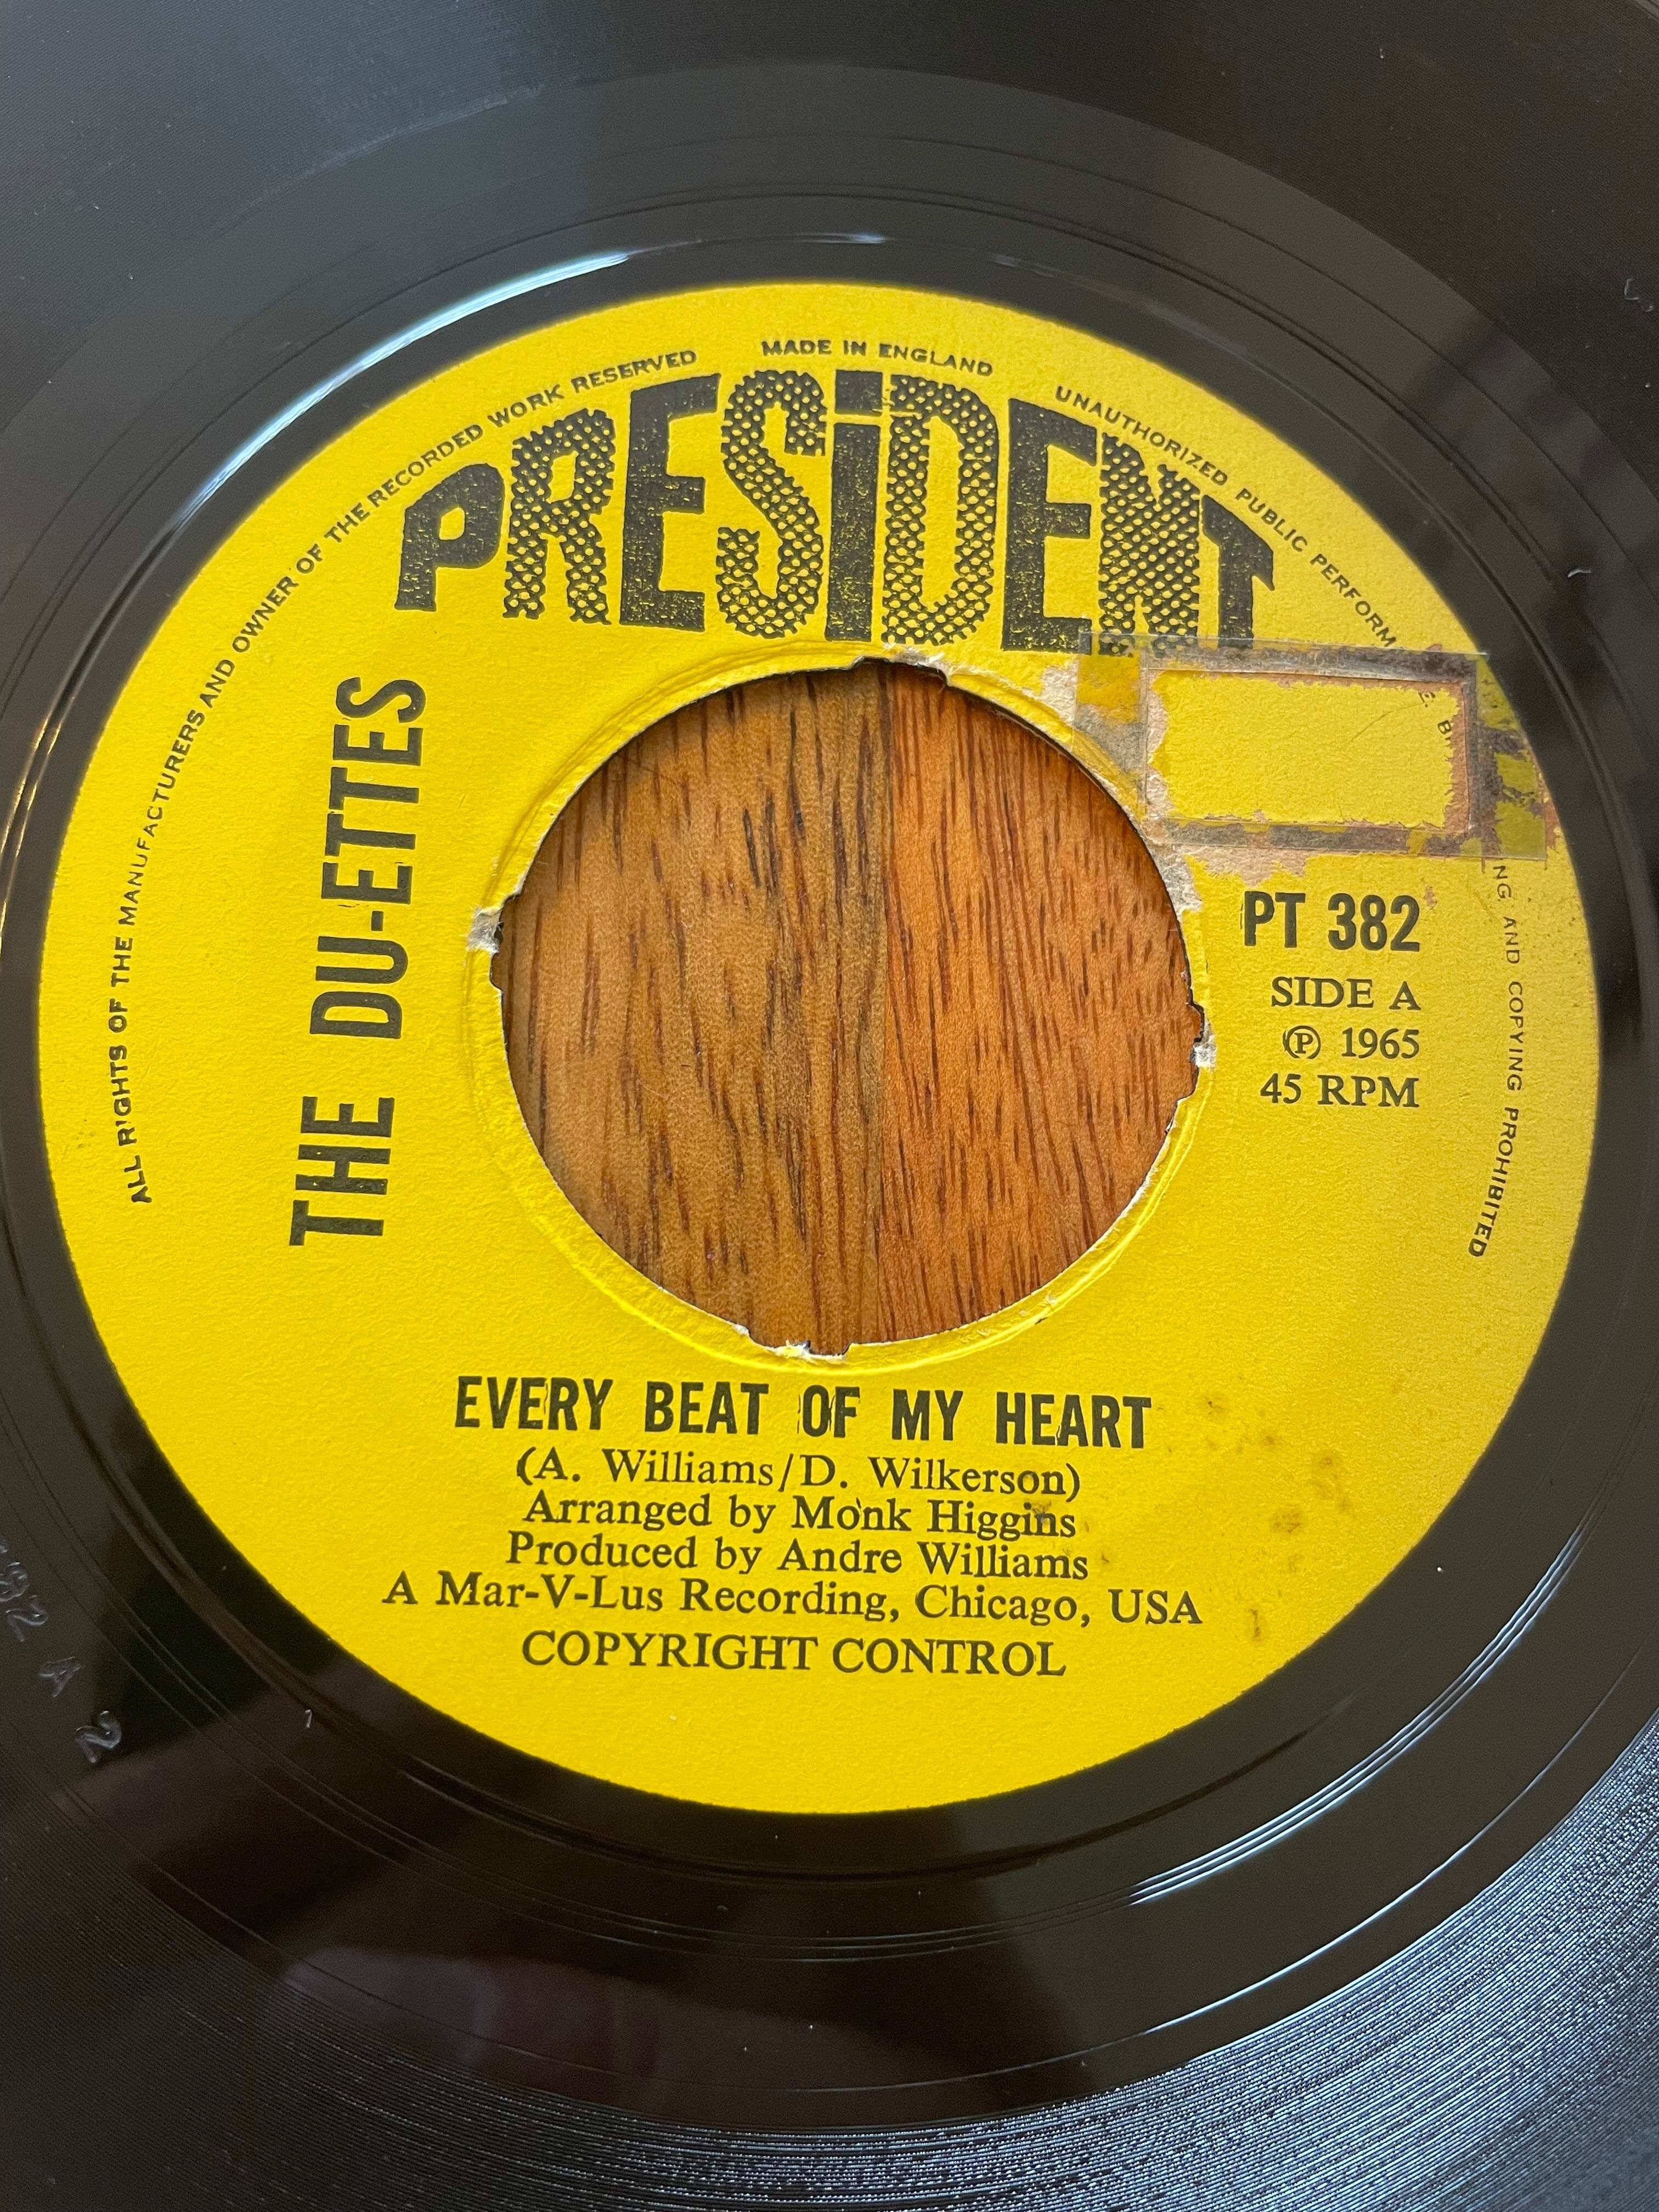 ALL RIGHTS OF THE MANUFACTURERS AND OWNER OF THE RECORDED WORK RESERVED
MADE IN ENGLAND
UNAUTHORIZED PUBLIC PERFORM
NG AND COPYING PROHIBITED
PRESiDENT
THE DU-ETTES
PT 382
SIDE A
℗ 1965
45 RPM
EVERY BEAT OF MY HEART
(A. Williams/D. Wilkerson)
Arranged by Monk Higgins
Produced by Andre Williams
A Mar-V-Lus Recording, Chicago, USA
COPYRIGHT CONTROL
A 2